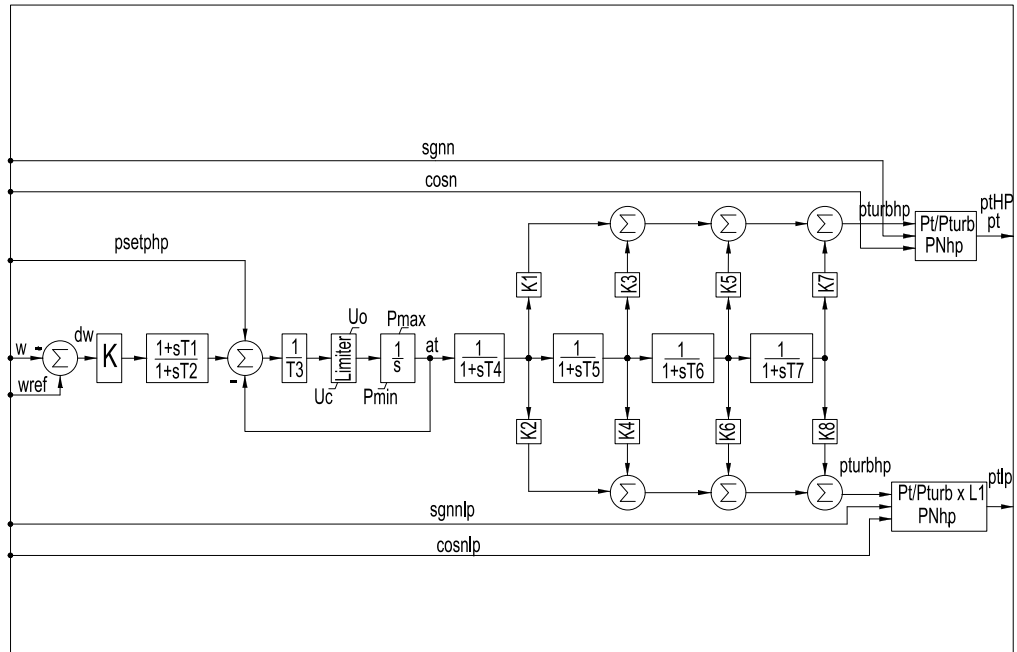 sgnn
cosn
ptHP
pturbhp
pt
Pt/Pturb
PNhp
Σ Σ Σ
psetphp
K1 K3 K5 K7
Uo
Pmax
w
-
Σ
dw
K
1+sT1
1+sT2
Σ
-
1
T3
Limiter
1
s
at
1
1+sT4
1
1+sT5
1
1+sT6
1
1+sT7
wref
Uc
Pmin
K2 K4 K6 K8
pturbhp
Σ Σ Σ
ptlp
Pt/Pturb x L1
PNhp
sgnnlp
cosnlp